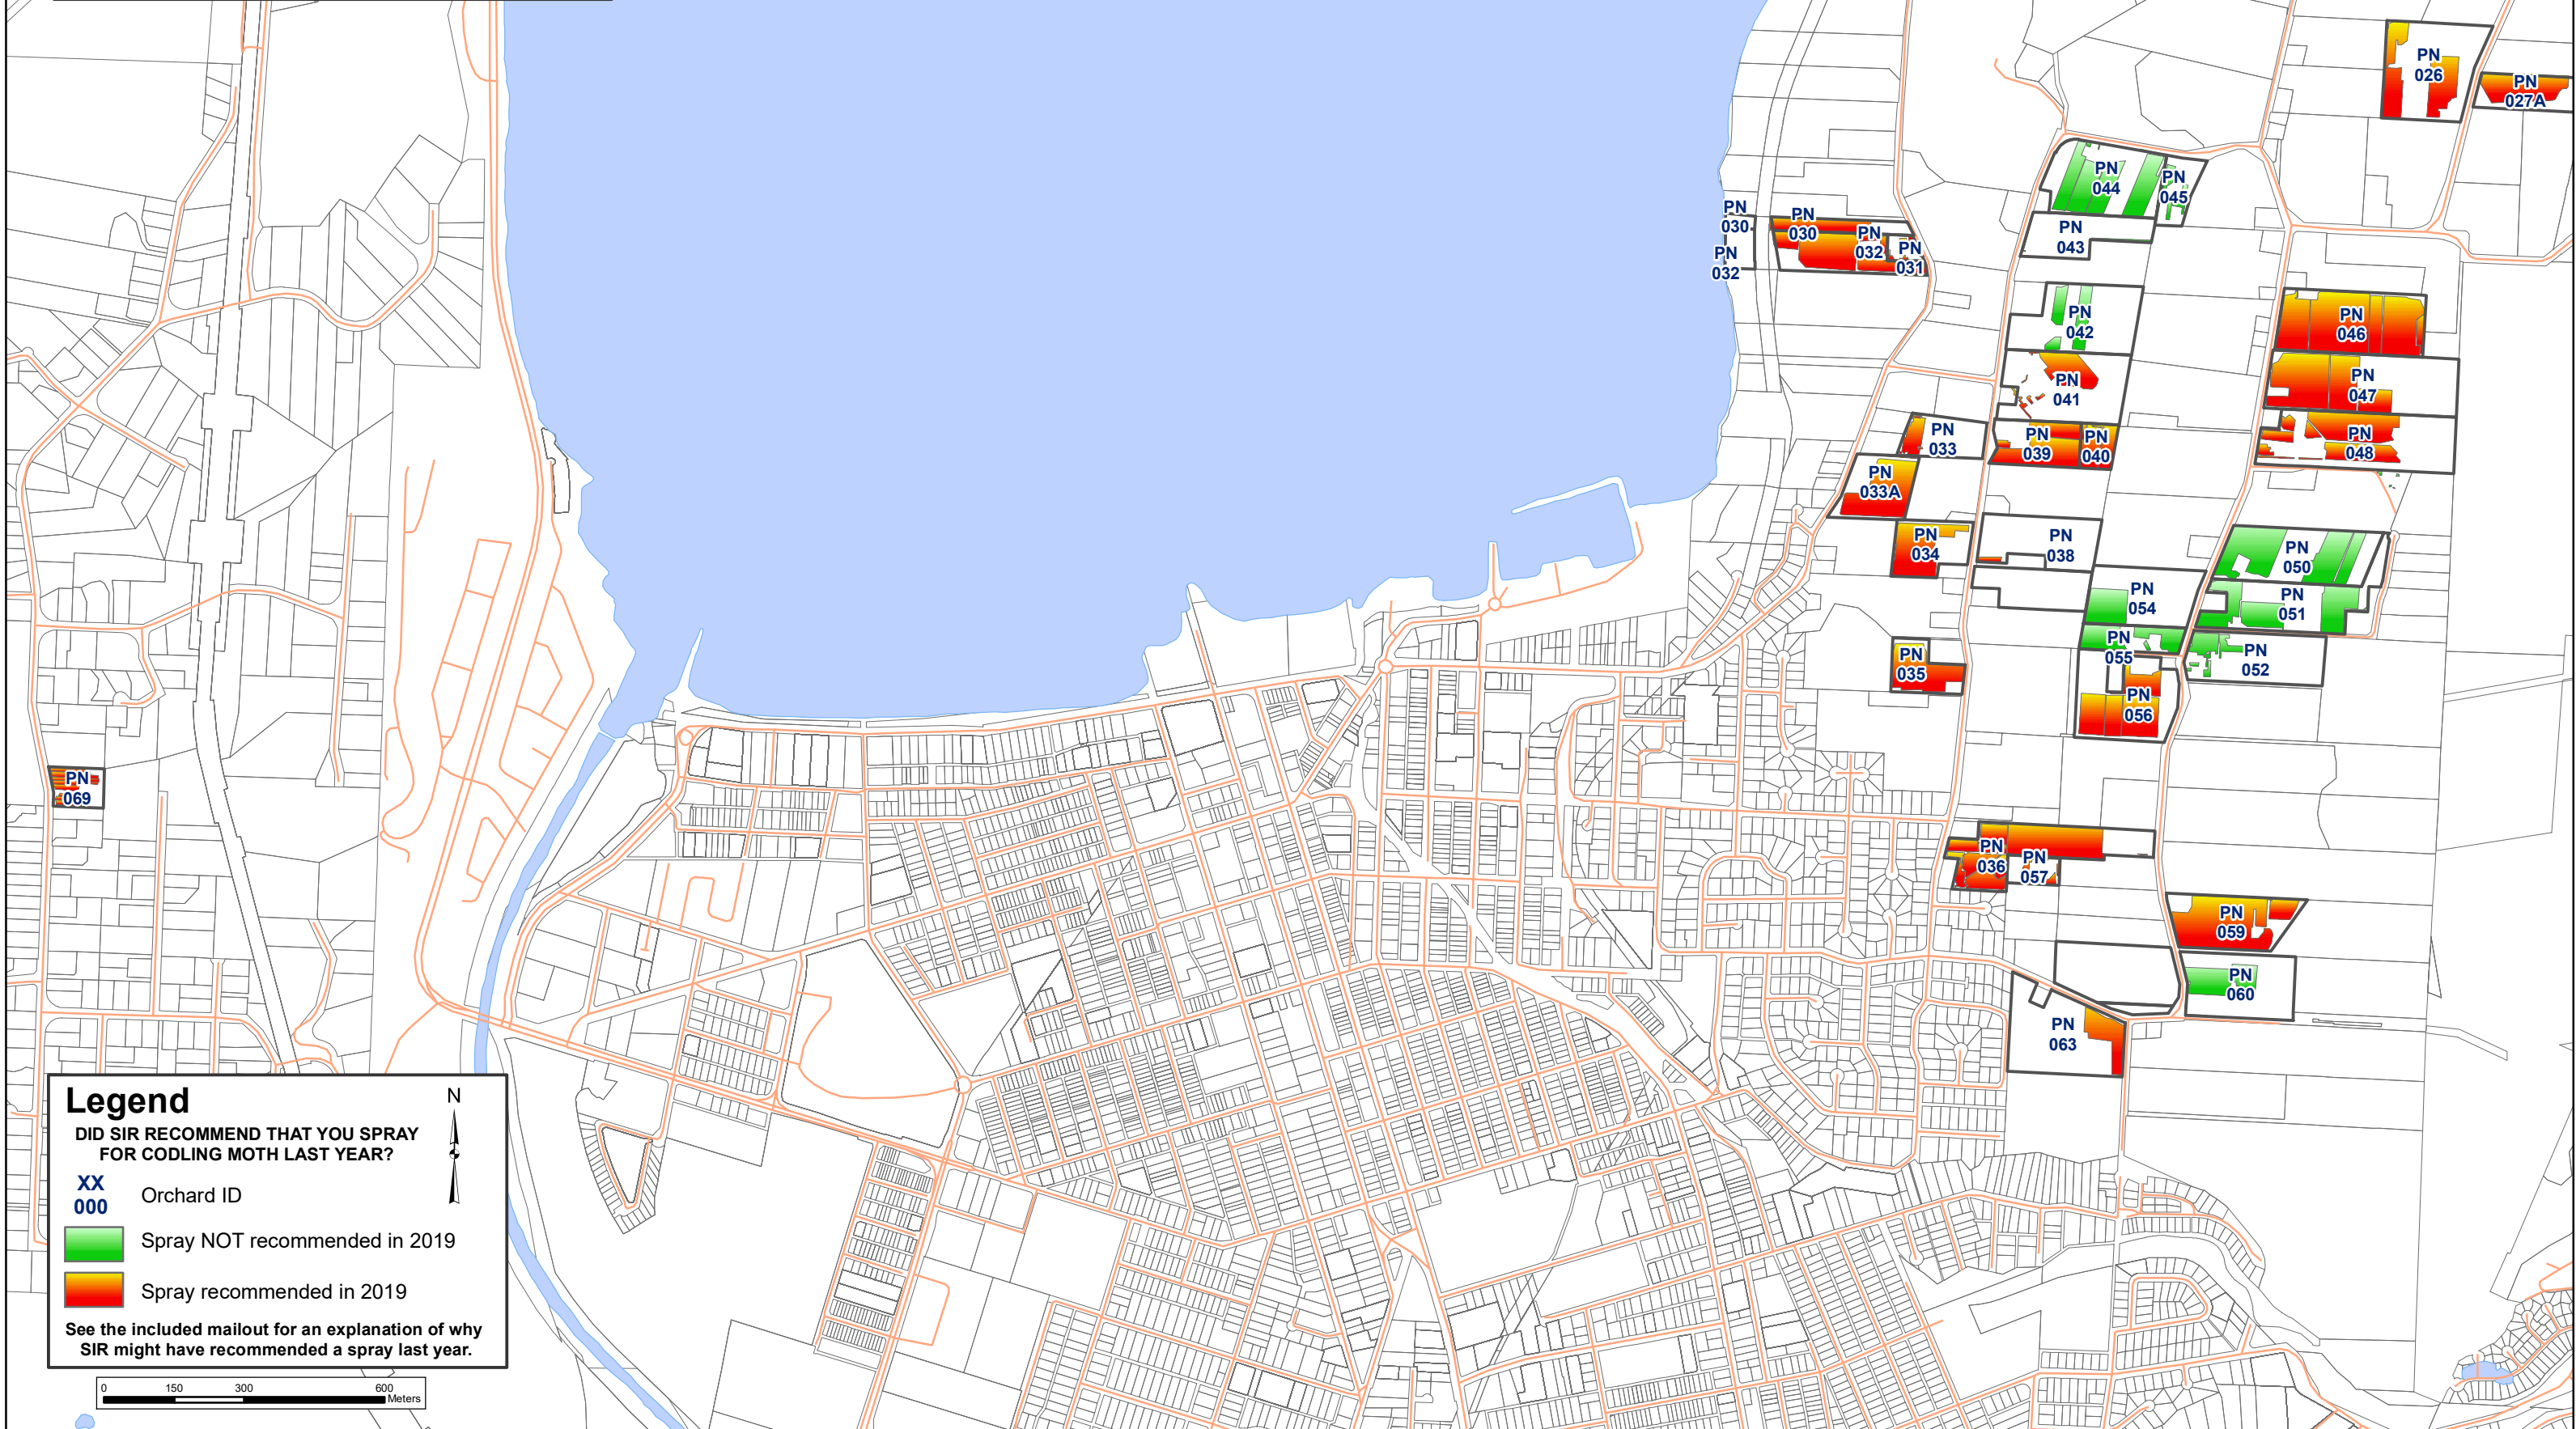 PN
026
PN
027A
PN
044
PN
045
PN
043
PN
030
PN
032
PN
030
PN
032
PN
031
PN
042
PN
046
PN
041
PN
047
PN
033
PN
039
PN
040
PN
048
PN
033A
PN
034
PN
038
PN
050
PN
054
PN
051
PN
055
PN
052
PN
035
PN
056
PN
069
PN
036
PN
057
PN
059
PN
060
PN
063
Legend
N
DID SIR RECOMMEND THAT YOU SPRAY
FOR CODLING MOTH LAST YEAR?
XX
000
Orchard ID
Spray NOT recommended in 2019
Spray recommended in 2019
See the included mailout for an explanation of why
SIR might have recommended a spray last year.
0 150 300 600
Meters